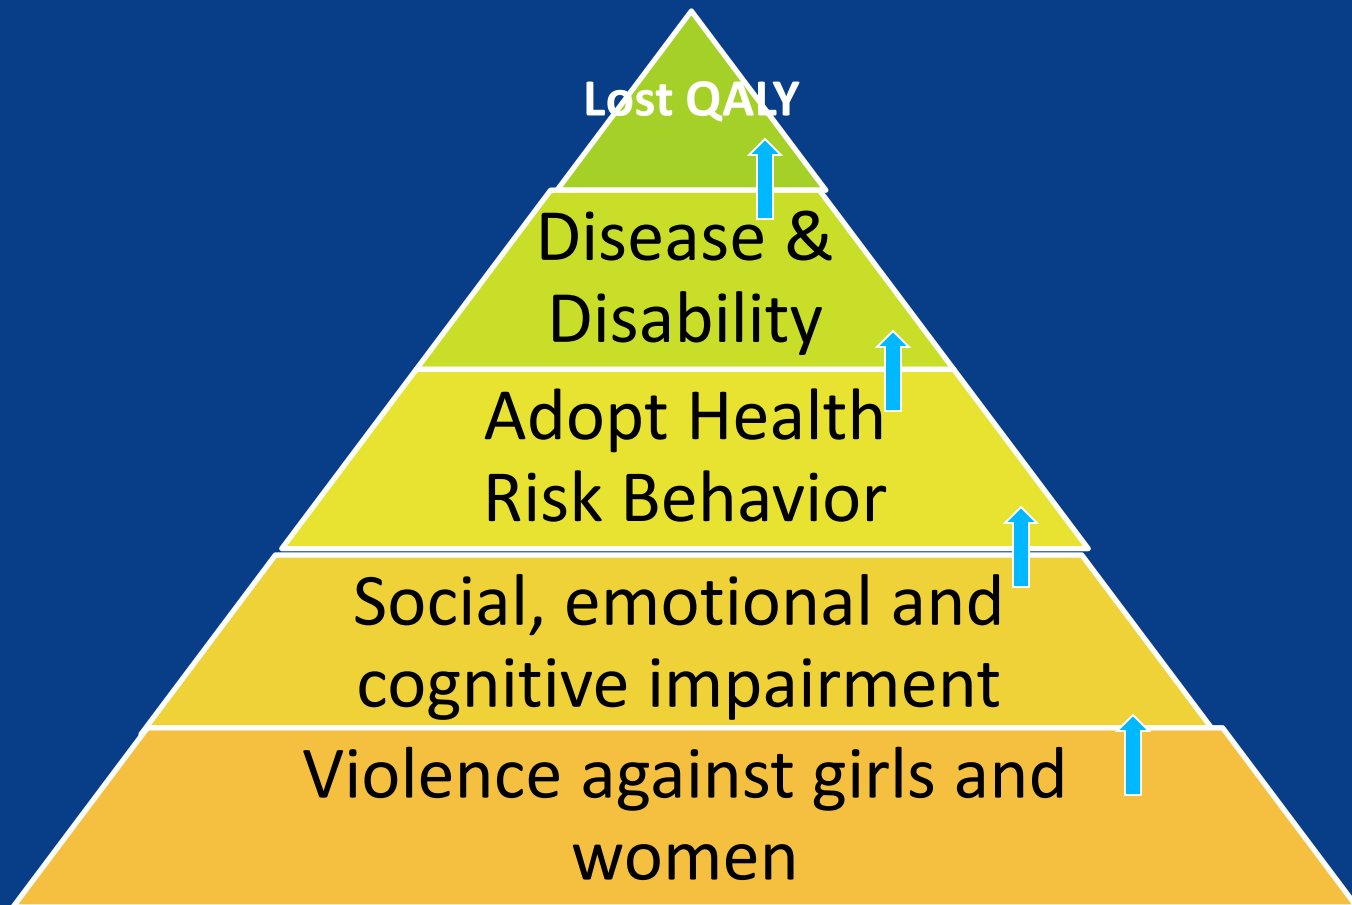 Lost QALY
Disease &
Disability
Adopt Health
Risk Behavior
Social, emotional and
cognitive impairment
Violence against girls and
women